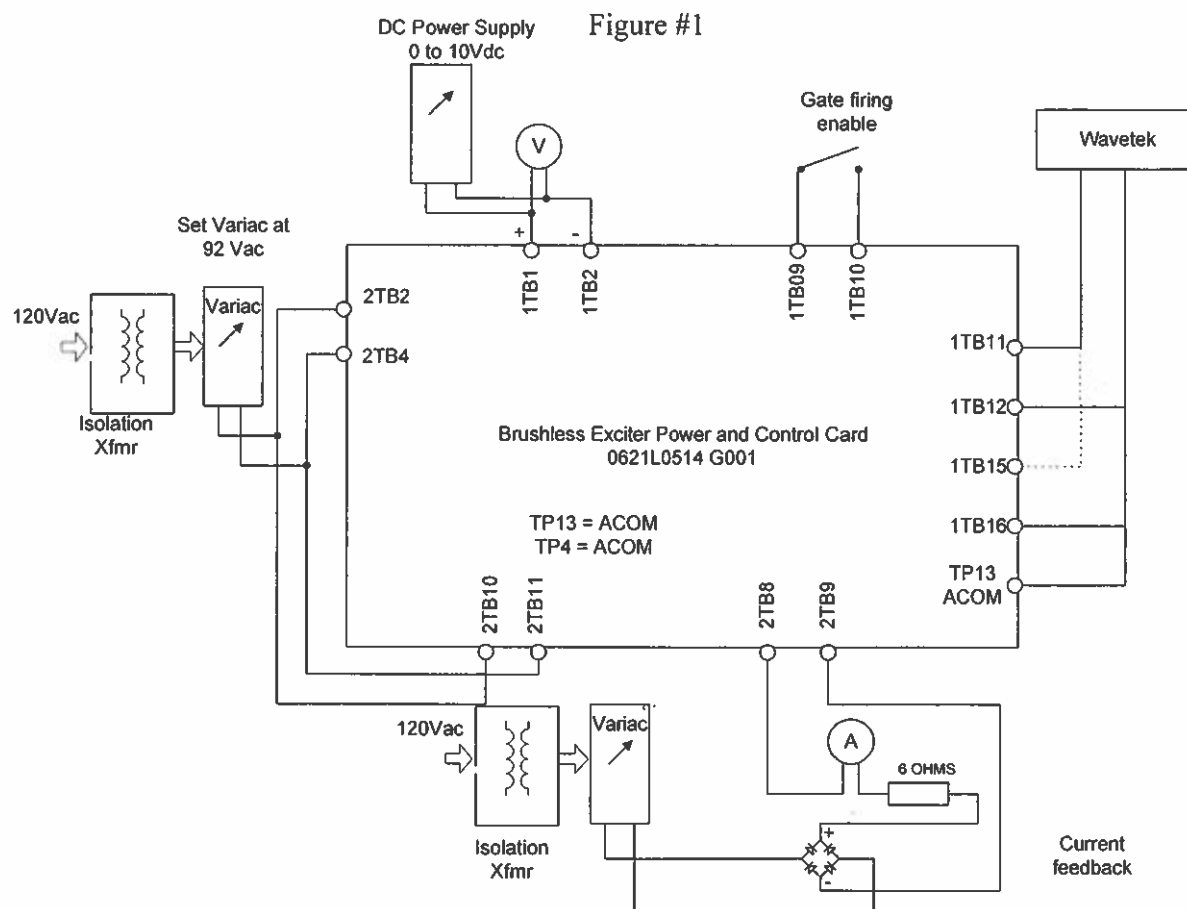 Figure #1
DC Power Supply
0 to 10Vdc
V
Gate firing
enable
Wavetek
Set Variac at
92 Vac
+
-
1TB1
1TB2
1TB09
1TB10
120Vac
Variac
2TB2
2TB4
Isolation
Xfmr
1TB11
1TB12
1TB15
1TB16
TP13
ACOM
Brushless Exciter Power and Control Card
0621L0514 G001
TP13 = ACOM
TP4 = ACOM
2TB10
2TB11
2TB8
2TB9
120Vac
Variac
A
6 OHMS
Isolation
Xfmr
+
-
Current
feedback